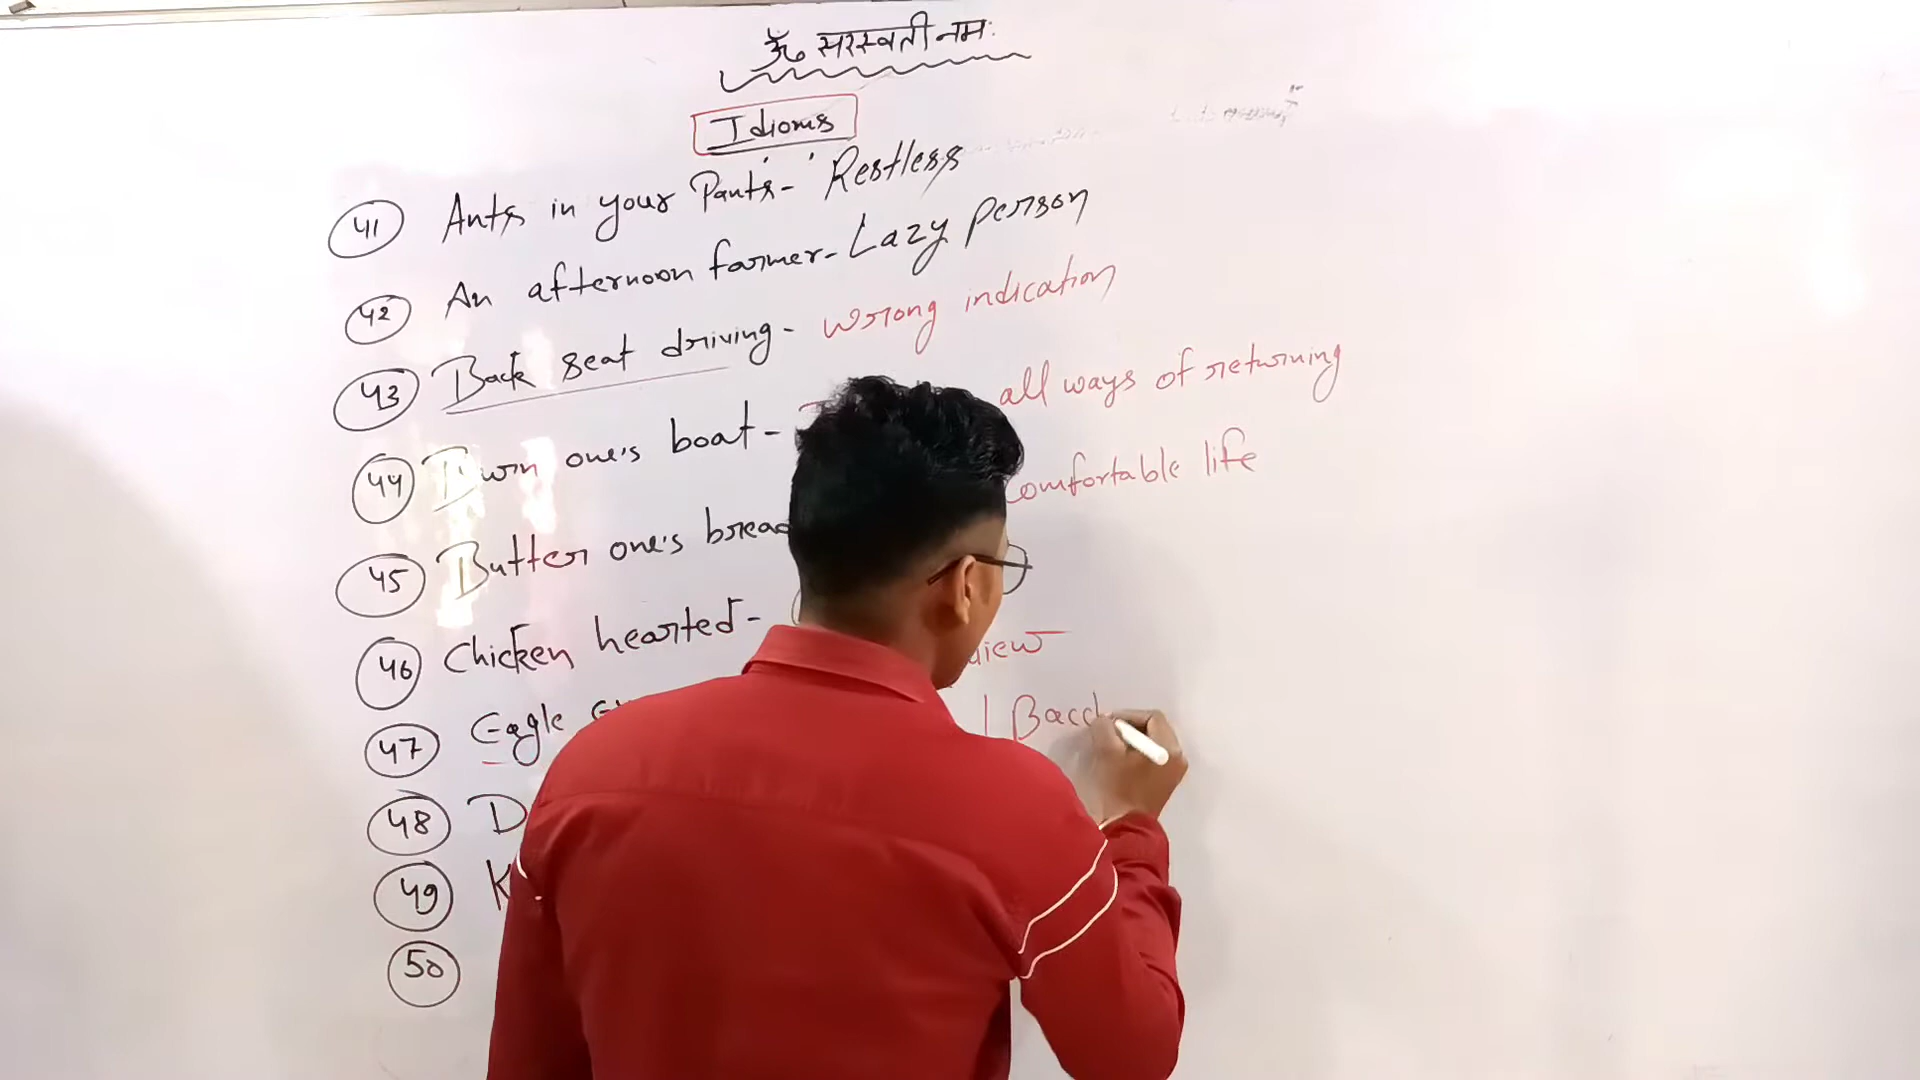 ॐ सरस्वती नमः
Idioms
41 Ants in your Pants - Restless
42 An afternoon farmer - Lazy person
43 Back seat driving - Wrong indication
44 one's boat - all ways of returning
45 Butter one's bread comfortable life
46 Chicken hearted -
47 Eagle view
48 D Bacch
49 K
50